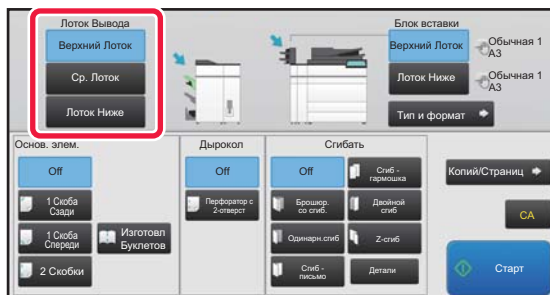 Лоток Вывода
Верхний Лоток
Ср. Лоток
Лоток Ниже
Блок вставки
Верхний Лоток
Обычная 1
A3
Лоток Ниже
Обычная 1
A3
Тип и формат
Основ. элем.
Off
1 Скоба
Сзади
1 Скоба
Спереди
2 Скобки
Изготовл
Буклетов
Дырокол
Off
Перфоратор с
2-отверст
Сгибать
Off
Сгиб -
гармошка
Брошюр.
со сгиб.
Двойной
сгиб
Одинарн.сгиб
Z-сгиб
Сгиб -
письмо
Детали
Копий/Страниц
CA
Старт